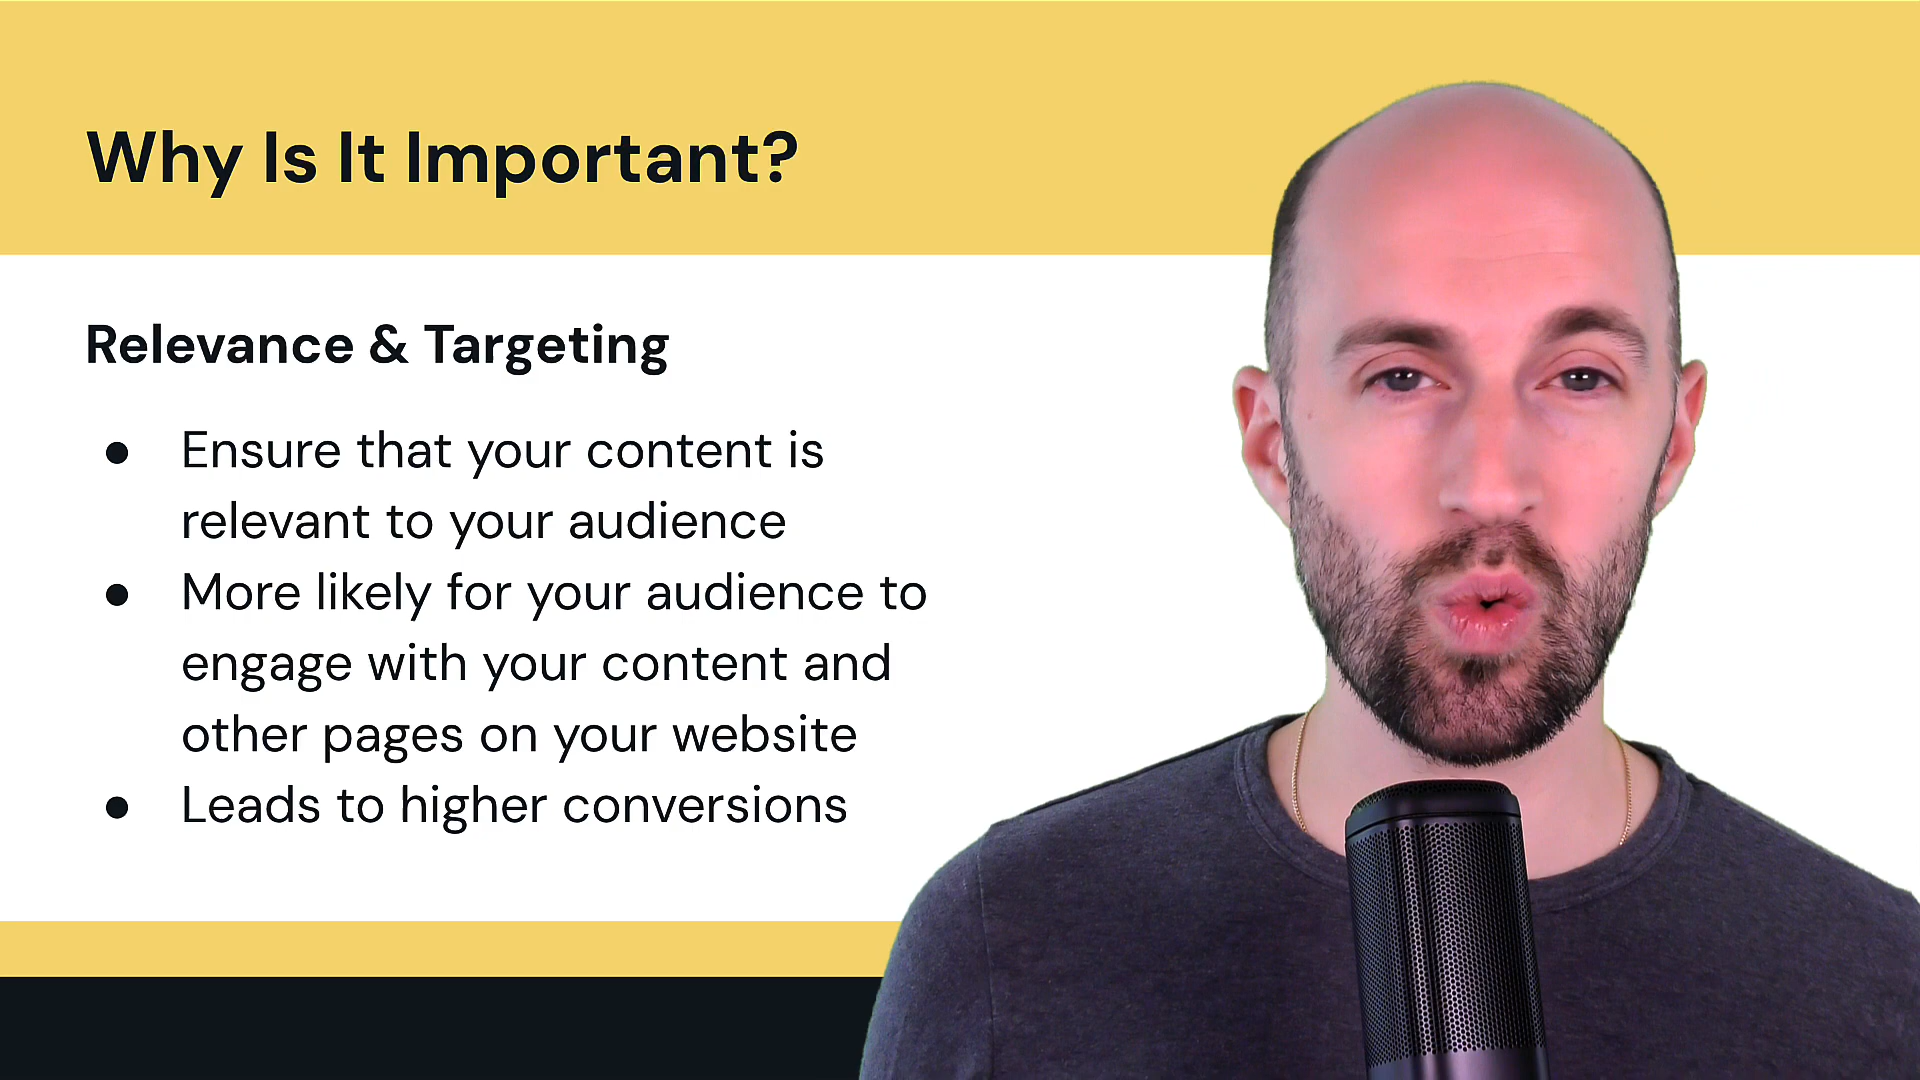 Why Is It Important?
Relevance & Targeting
● Ensure that your content is
relevant to your audience
● More likely for your audience to
engage with your content and
other pages on your website
● Leads to higher conversions